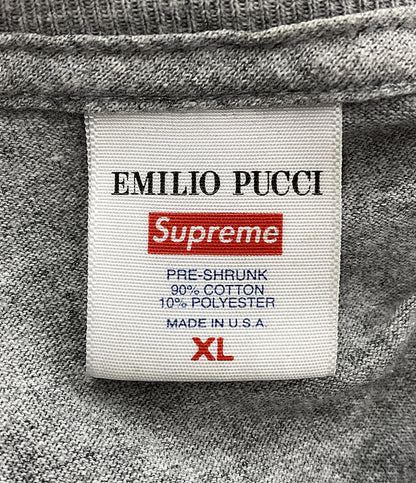 EMILIO PUCCI
Supreme
PRE-SHRUNK
90% COTTON
10% POLYESTER
MADE IN U.S.A.
XL